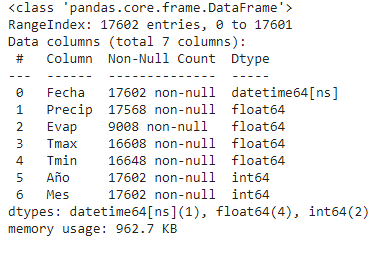 <class 'pandas.core.frame.DataFrame'>
RangeIndex: 17602 entries, 0 to 17601
Data columns (total 7 columns):
 #   Column  Non-Null Count  Dtype
---  ------  --------------  -----
 0   Fecha   17602 non-null  datetime64[ns]
 1   Precip  17568 non-null  float64
 2   Evap    9008 non-null   float64
 3   Tmax    16608 non-null  float64
 4   Tmin    16648 non-null  float64
 5   Año     17602 non-null  int64
 6   Mes     17602 non-null  int64
dtypes: datetime64[ns](1), float64(4), int64(2)
memory usage: 962.7 KB